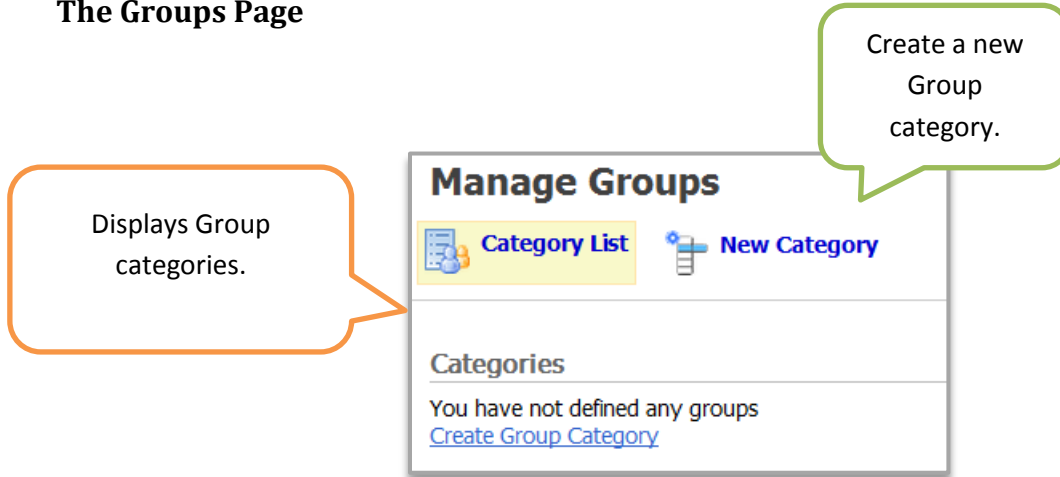 The Groups Page
Create a new
Group
category.
Displays Group
categories.
Manage Groups
Category List
New Category
Categories
You have not defined any groups
Create Group Category